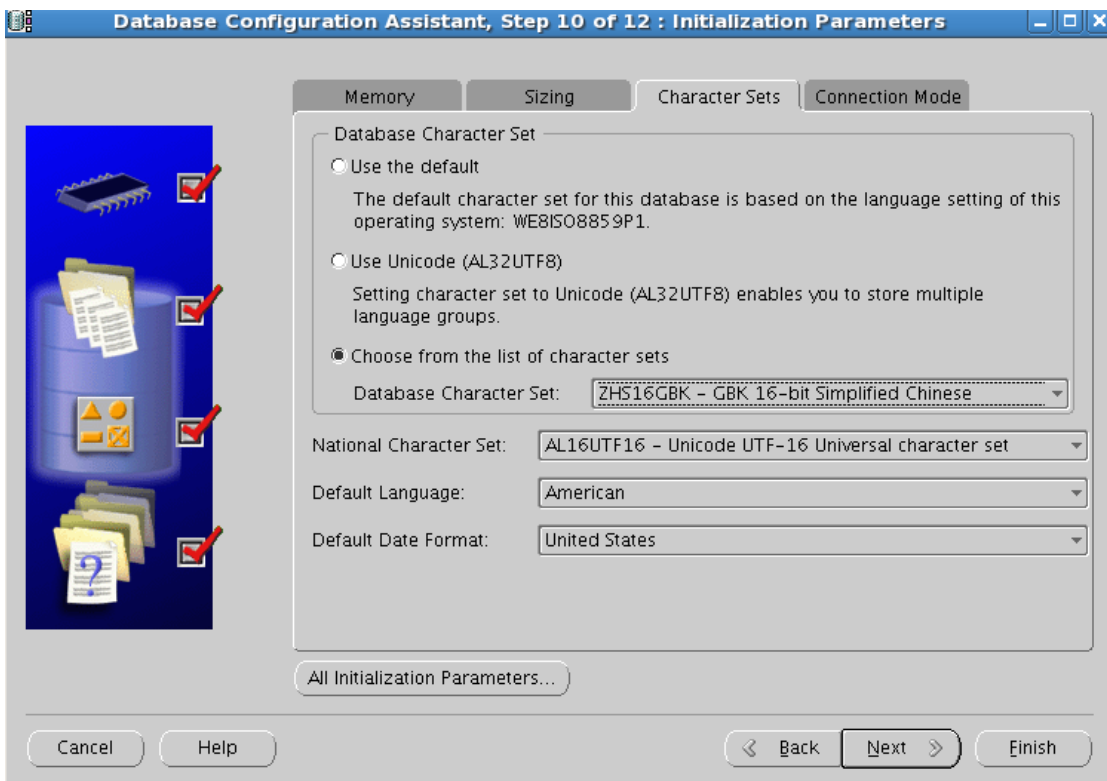 Database Configuration Assistant, Step 10 of 12 : Initialization Parameters
Memory
Sizing
Character Sets
Connection Mode
Database Character Set
Use the default
The default character set for this database is based on the language setting of this
operating system: WE8ISO8859P1.
Use Unicode (AL32UTF8)
Setting character set to Unicode (AL32UTF8) enables you to store multiple
language groups.
Choose from the list of character sets
Database Character Set: ZHS16GBK – GBK 16-bit Simplified Chinese
National Character Set: AL16UTF16 – Unicode UTF-16 Universal character set
Default Language: American
Default Date Format: United States
?
All Initialization Parameters...
Cancel
Help
Back
Next
Finish